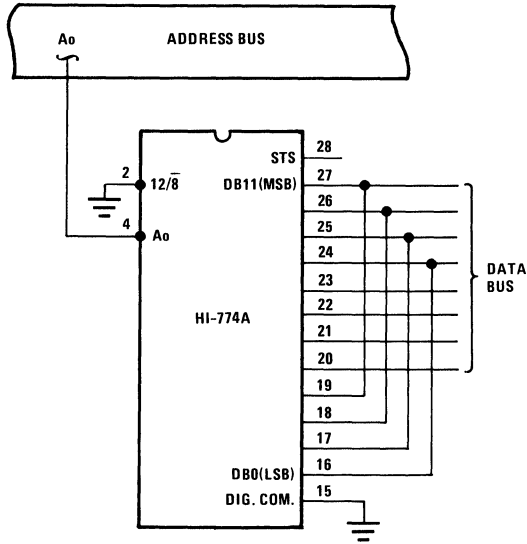 Ao ADDRESS BUS
STS 28
2 12/8̅ DB11(MSB) 27
26
4 Ao 25
24
DATA
BUS
23
HI-774A 22
21
20
19
18
17
DB0(LSB) 16
DIG. COM. 15